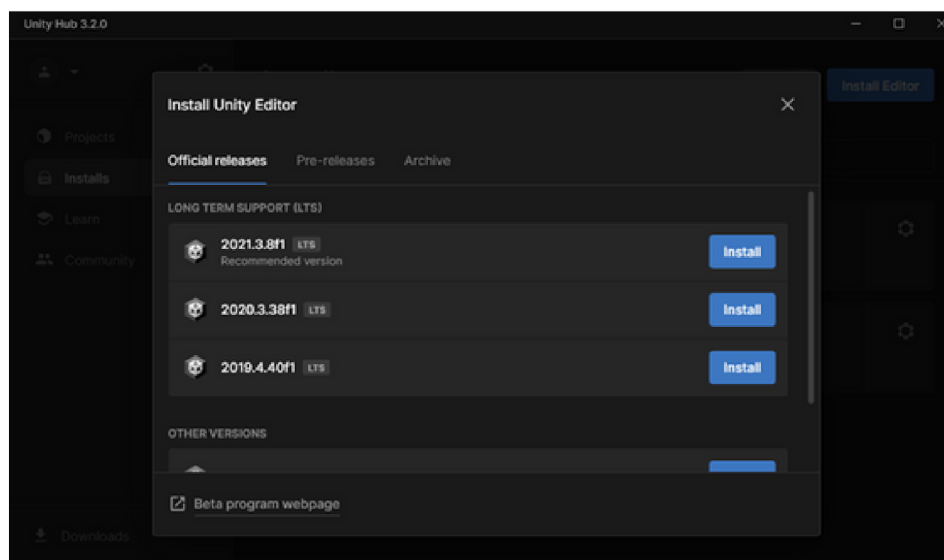 Unity Hub 3.2.0
Install Editor
Install Unity Editor
Projects
Official releases Pre-releases Archive
Installs
LONG TERM SUPPORT (LTS)
Learn
2021.3.8f1 LTS
Install
Recommended version
Community
2020.3.38f1 LTS
Install
2019.4.40f1 LTS
Install
OTHER VERSIONS
Beta program webpage
Downloads